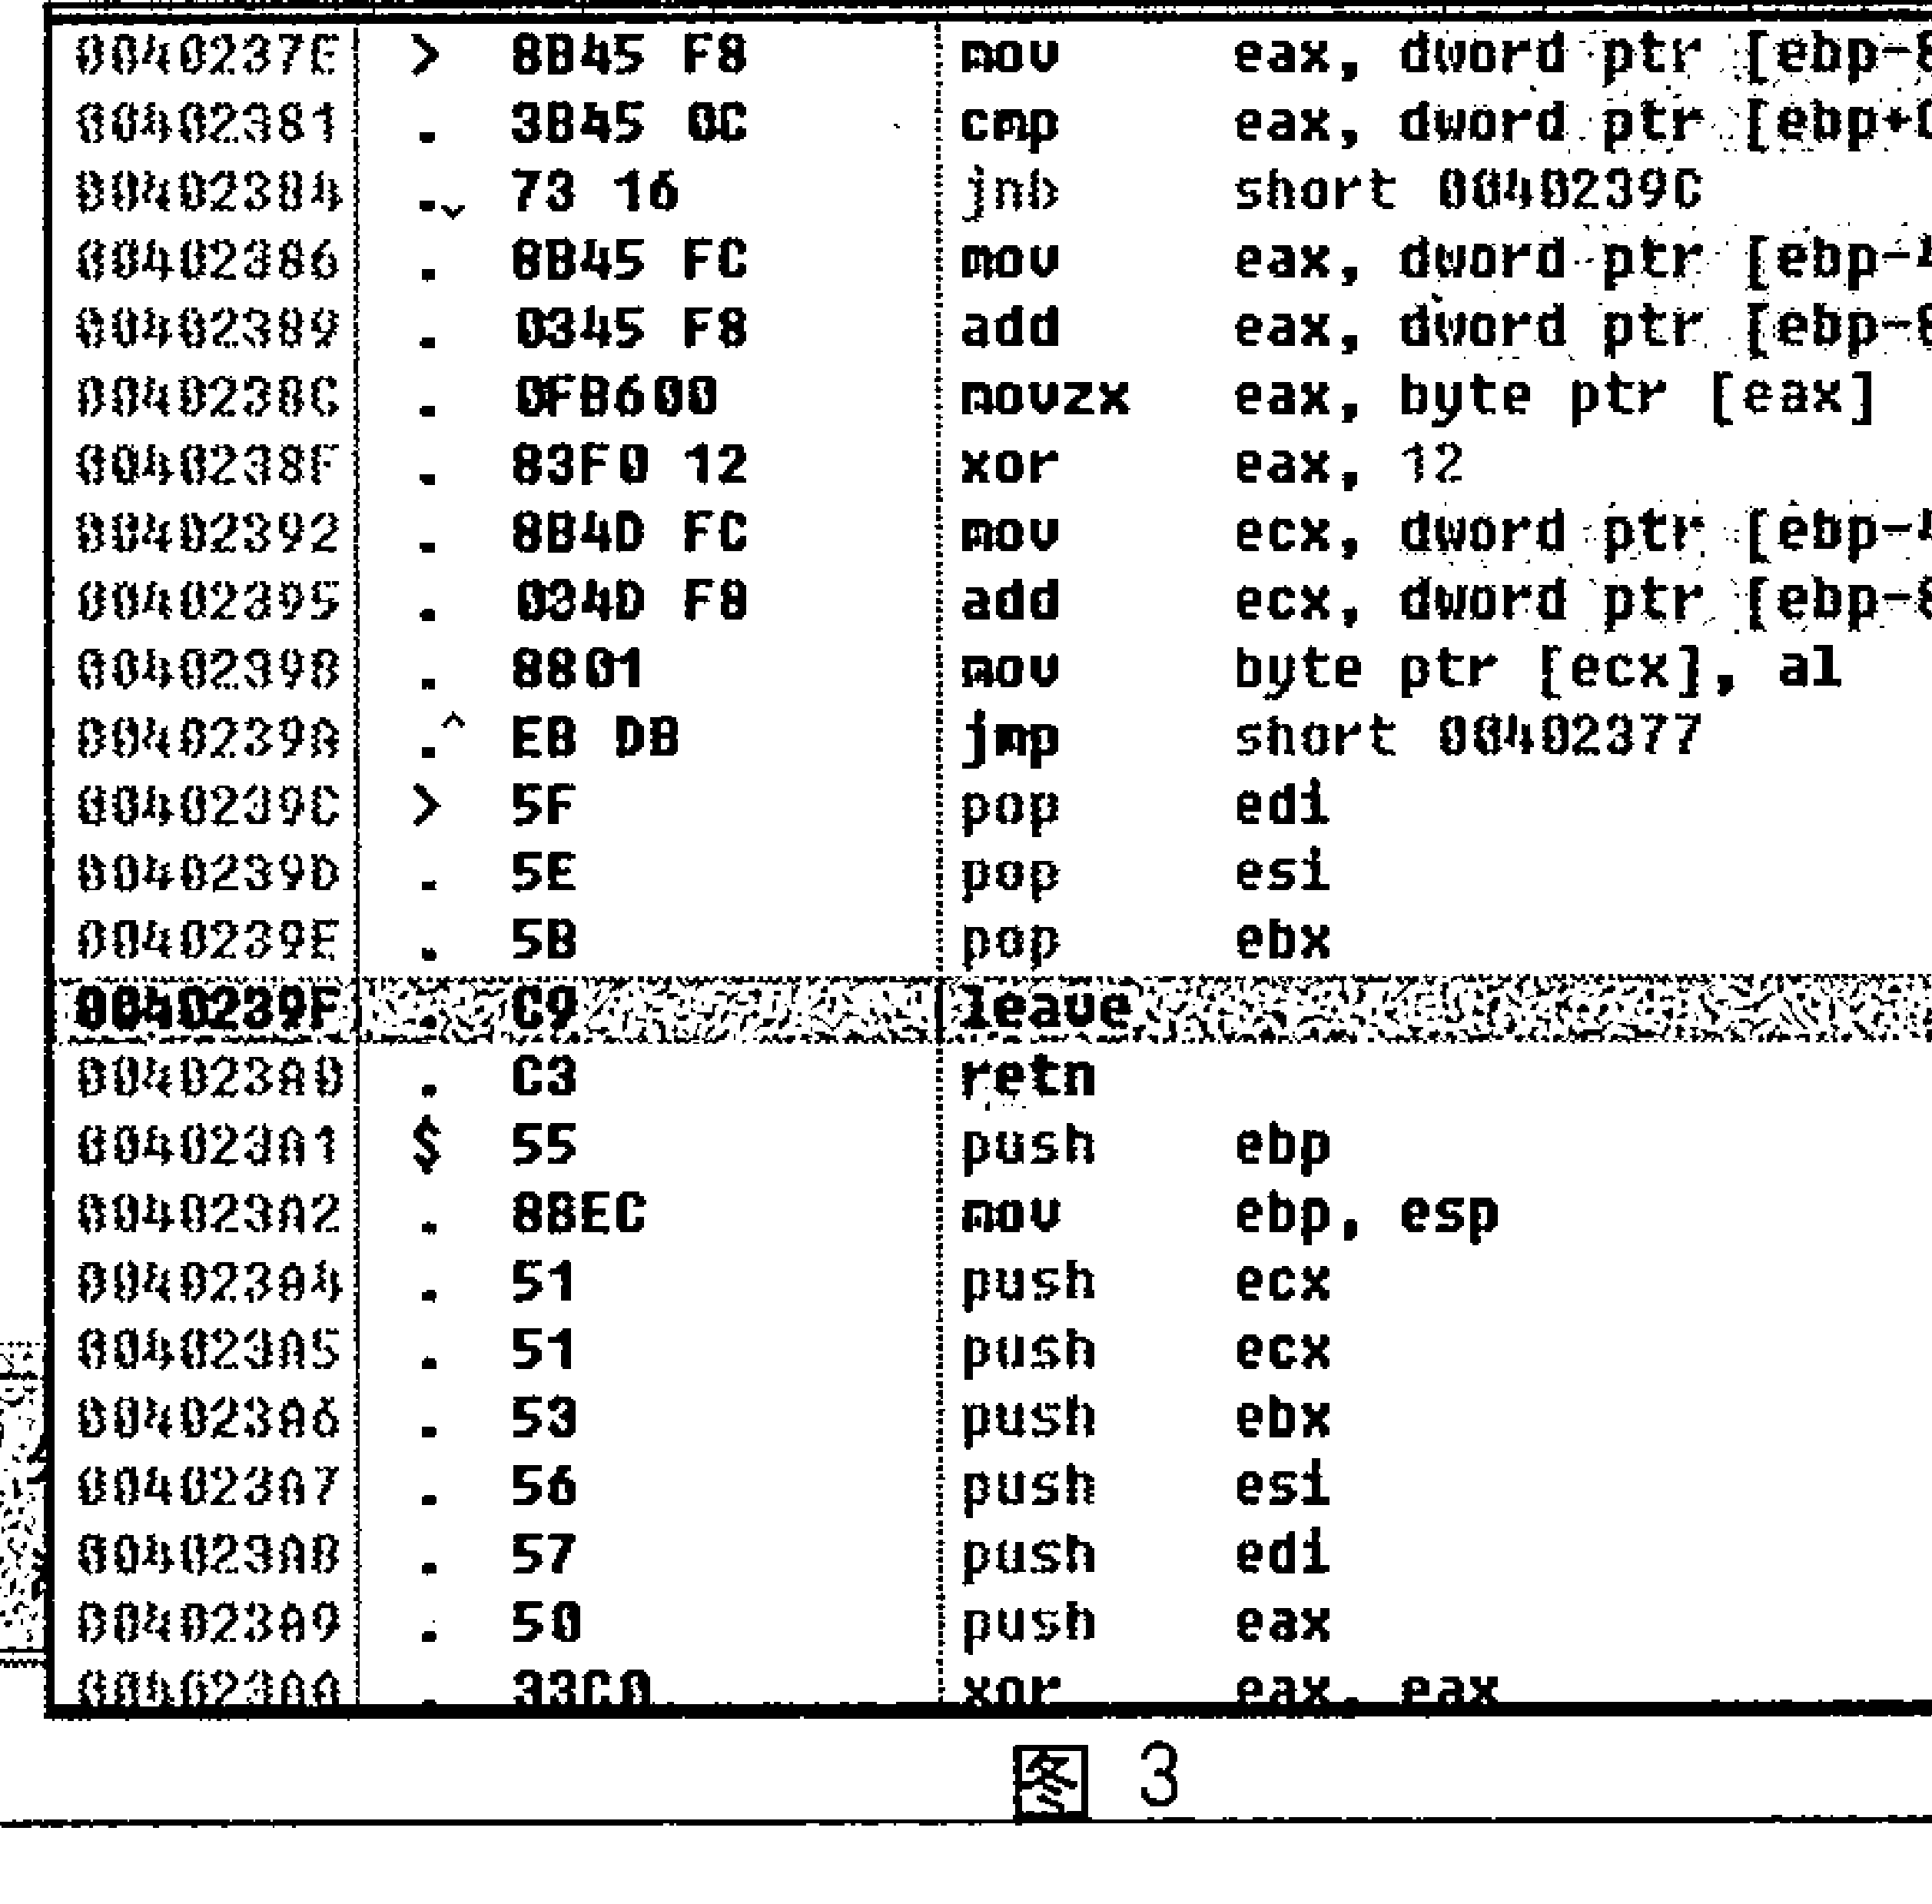 0040237E > 8B45 F8 mov eax, dword ptr [ebp-8
00402381 . 3B45 0C cmp eax, dword ptr [ebp+C
00402384 .˅ 73 16 jnb short 0040239C
00402386 . 8B45 FC mov eax, dword ptr [ebp-4
00402389 . 0345 F8 add eax, dword ptr [ebp-8
0040238C . 0FB600 movzx eax, byte ptr [eax]
0040238F . 83F0 12 xor eax, 12
00402392 . 8B4D FC mov ecx, dword ptr [ebp-4
00402395 . 034D F8 add ecx, dword ptr [ebp-8
00402398 . 8801 mov byte ptr [ecx], al
0040239A .^ EB DB jmp short 00402377
0040239C > 5F pop edi
0040239D . 5E pop esi
0040239E . 5B pop ebx
0040239F . C9 leave
004023A0 . C3 retn
004023A1 $ 55 push ebp
004023A2 . 8BEC mov ebp, esp
004023A4 . 51 push ecx
004023A5 . 51 push ecx
004023A6 . 53 push ebx
004023A7 . 56 push esi
004023A8 . 57 push edi
004023A9 . 50 push eax
004023AA . 33C0 xor eax, eax
图 3